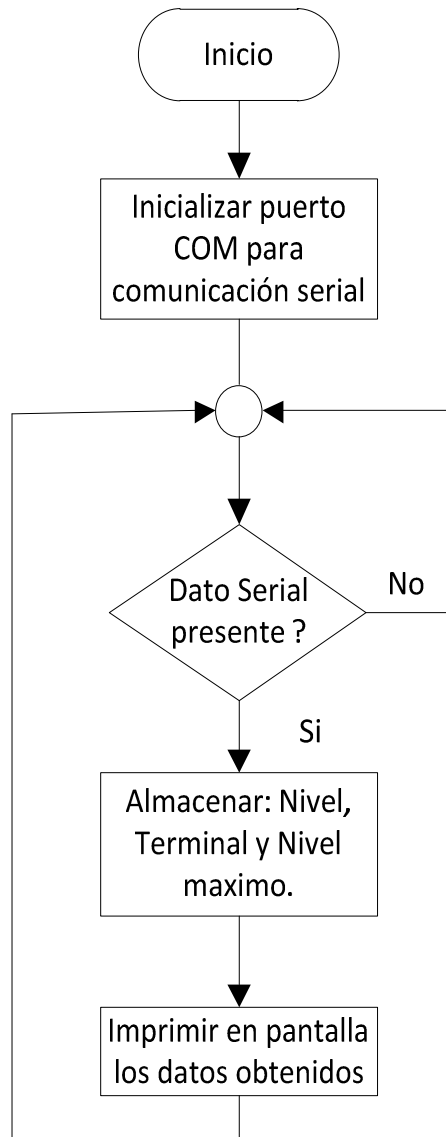 Inicio
Inicializar puerto
COM para
comunicación serial
Dato Serial
presente ?
No
Si
Almacenar: Nivel,
Terminal y Nivel
maximo.
Imprimir en pantalla
los datos obtenidos